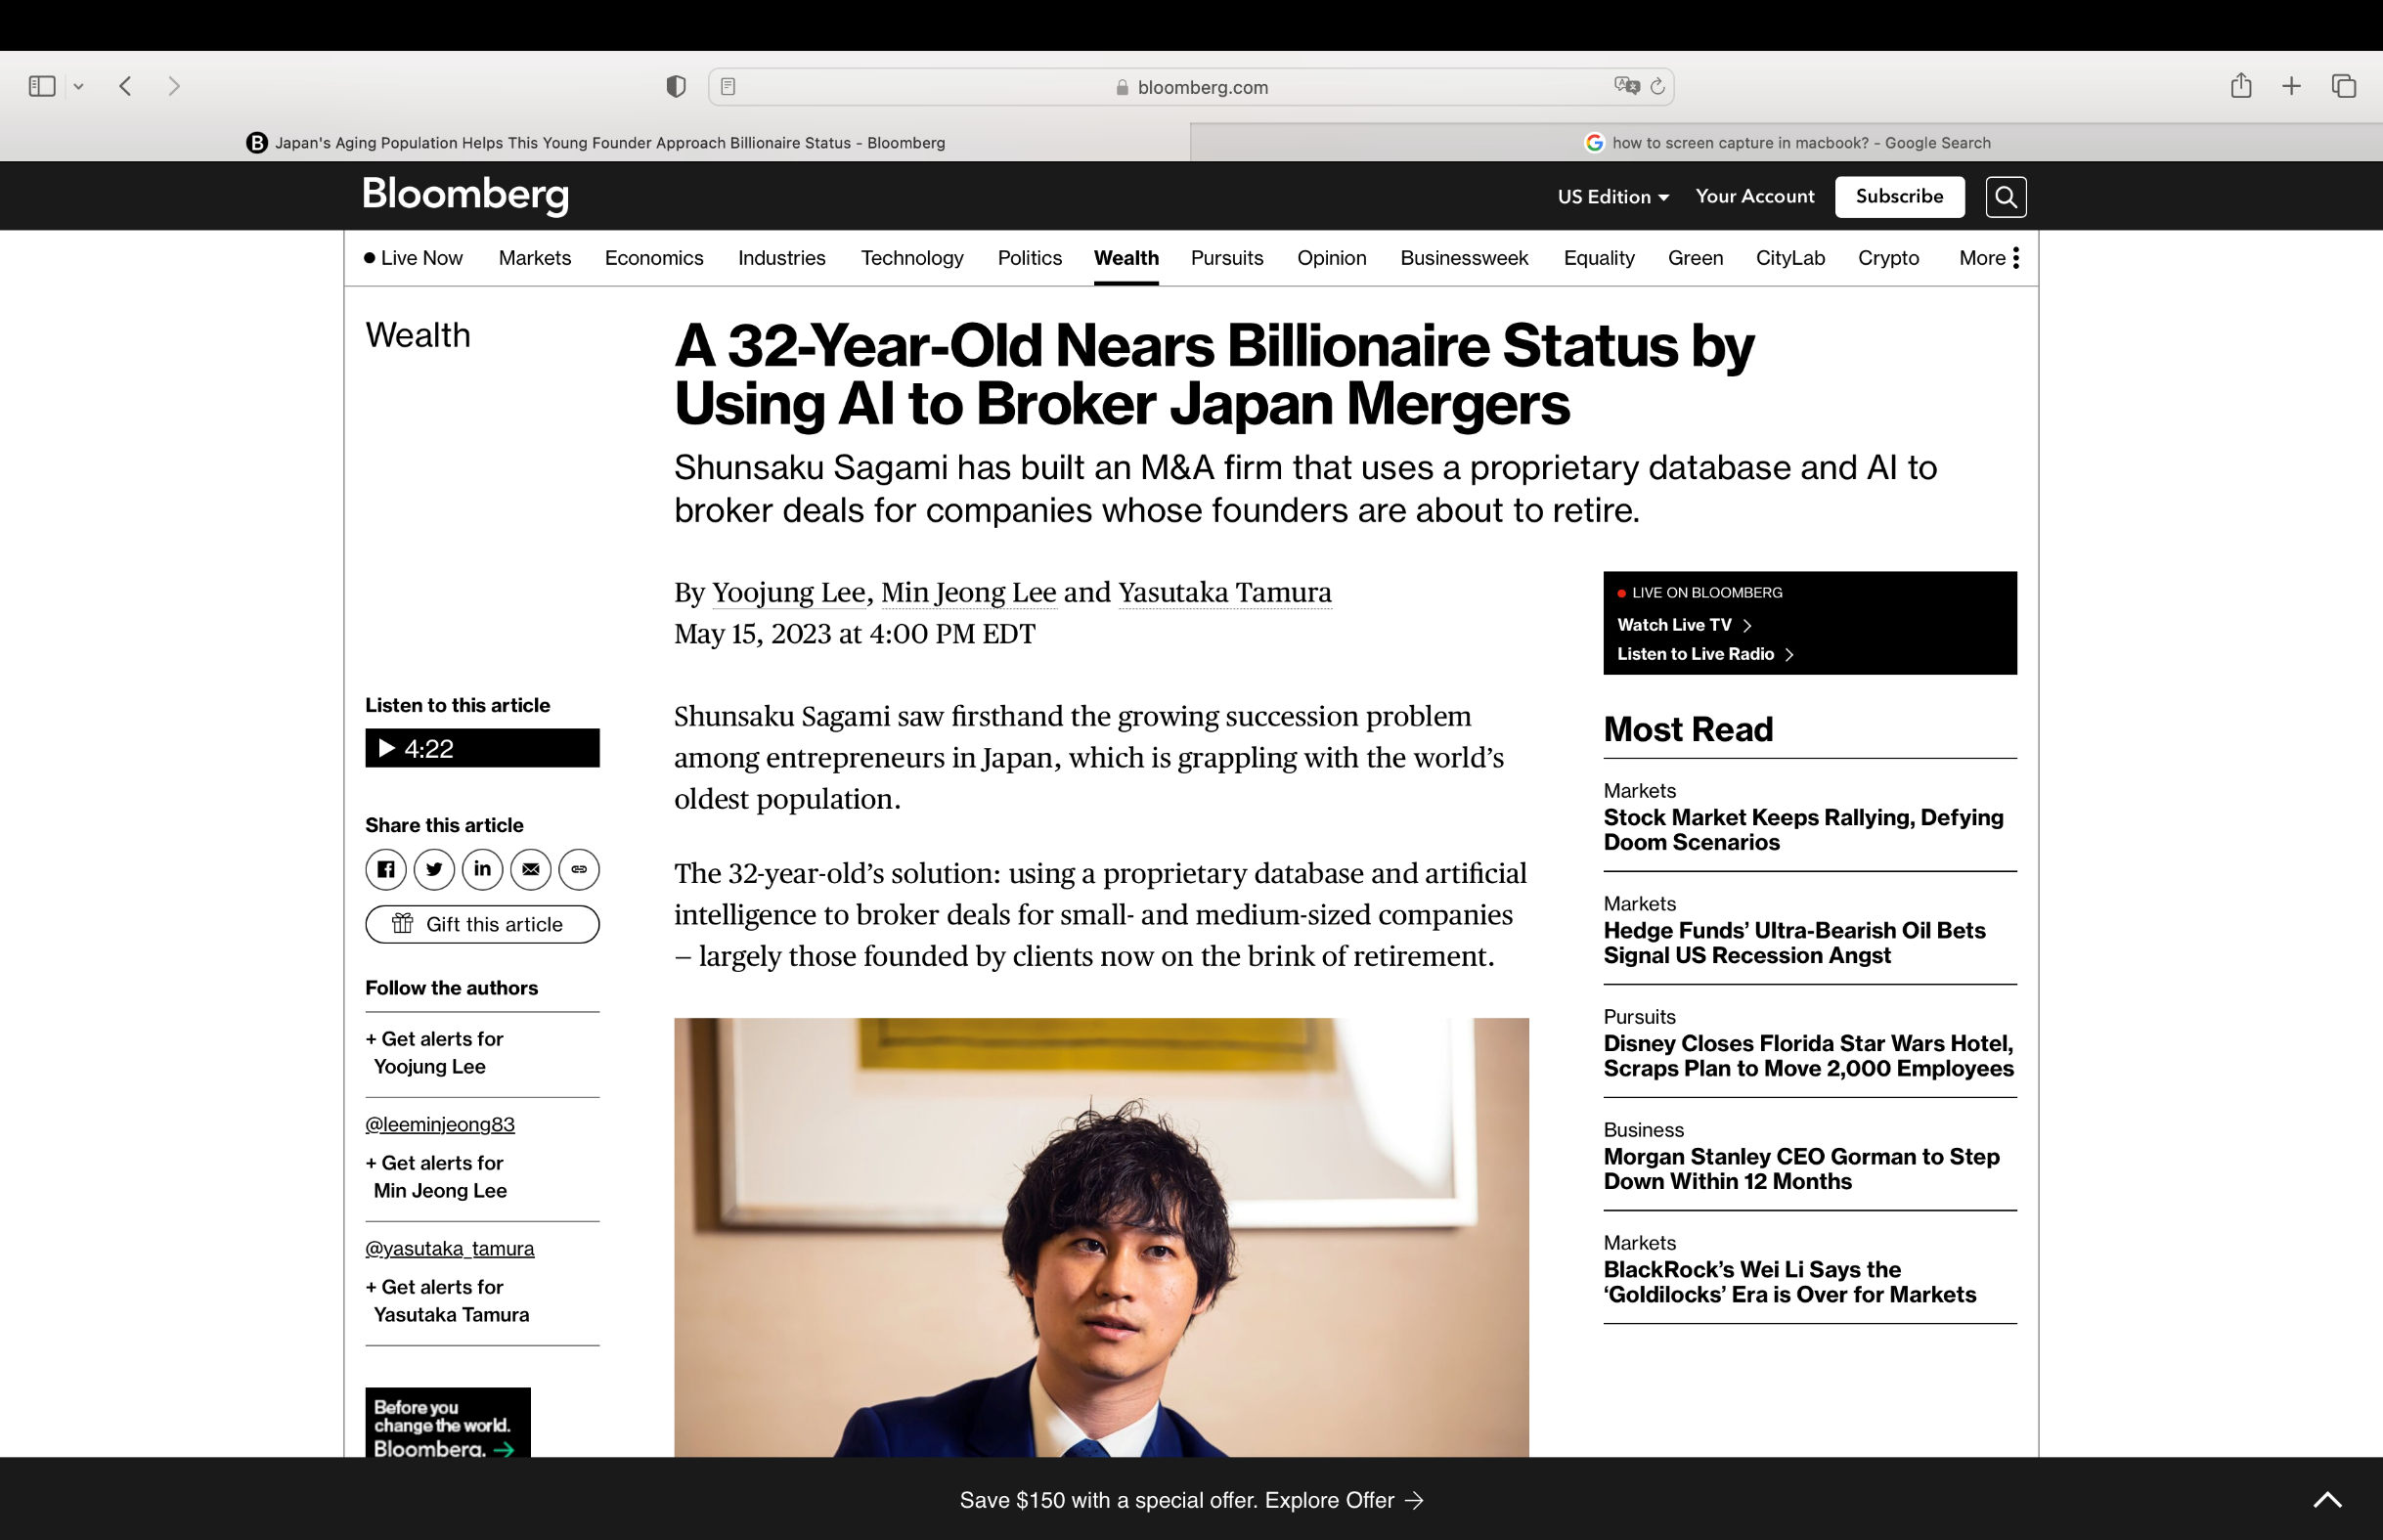 bloomberg.com
Japan's Aging Population Helps This Young Founder Approach Billionaire Status - Bloomberg
how to screen capture in macbook? - Google Search
Bloomberg
US Edition
Your Account
Subscribe
Live Now
Markets
Economics
Industries
Technology
Politics
Wealth
Pursuits
Opinion
Businessweek
Equality
Green
CityLab
Crypto
More
Wealth
A 32-Year-Old Nears Billionaire Status by
Using AI to Broker Japan Mergers
Shunsaku Sagami has built an M&A firm that uses a proprietary database and AI to
broker deals for companies whose founders are about to retire.
By Yoojung Lee, Min Jeong Lee and Yasutaka Tamura
May 15, 2023 at 4:00 PM EDT
Listen to this article
4:22
Share this article
Gift this article
Follow the authors
+ Get alerts for
Yoojung Lee
@leeminjeong83
+ Get alerts for
Min Jeong Lee
@yasutaka_tamura
+ Get alerts for
Yasutaka Tamura
Before you
change the world.
Bloomberg.
Shunsaku Sagami saw firsthand the growing succession problem
among entrepreneurs in Japan, which is grappling with the world’s
oldest population.
The 32-year-old’s solution: using a proprietary database and artificial
intelligence to broker deals for small- and medium-sized companies
– largely those founded by clients now on the brink of retirement.
LIVE ON BLOOMBERG
Watch Live TV
Listen to Live Radio
Most Read
Markets
Stock Market Keeps Rallying, Defying
Doom Scenarios
Markets
Hedge Funds’ Ultra-Bearish Oil Bets
Signal US Recession Angst
Pursuits
Disney Closes Florida Star Wars Hotel,
Scraps Plan to Move 2,000 Employees
Business
Morgan Stanley CEO Gorman to Step
Down Within 12 Months
Markets
BlackRock’s Wei Li Says the
‘Goldilocks’ Era is Over for Markets
Save $150 with a special offer. Explore Offer